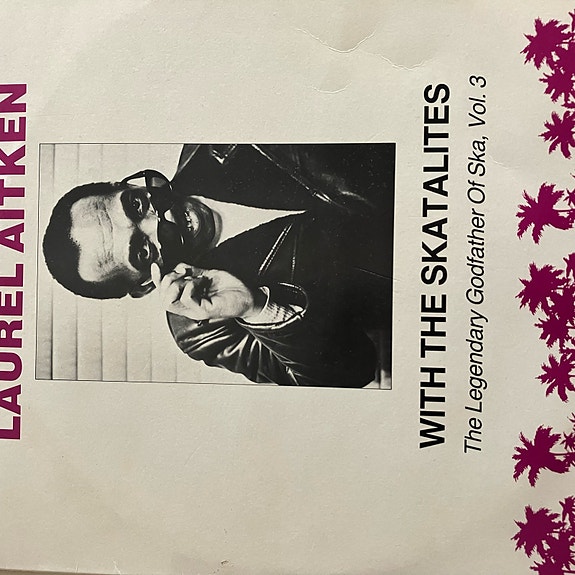 LAUREL AITKEN
WITH THE SKATALITES
The Legendary Godfather Of Ska, Vol. 3